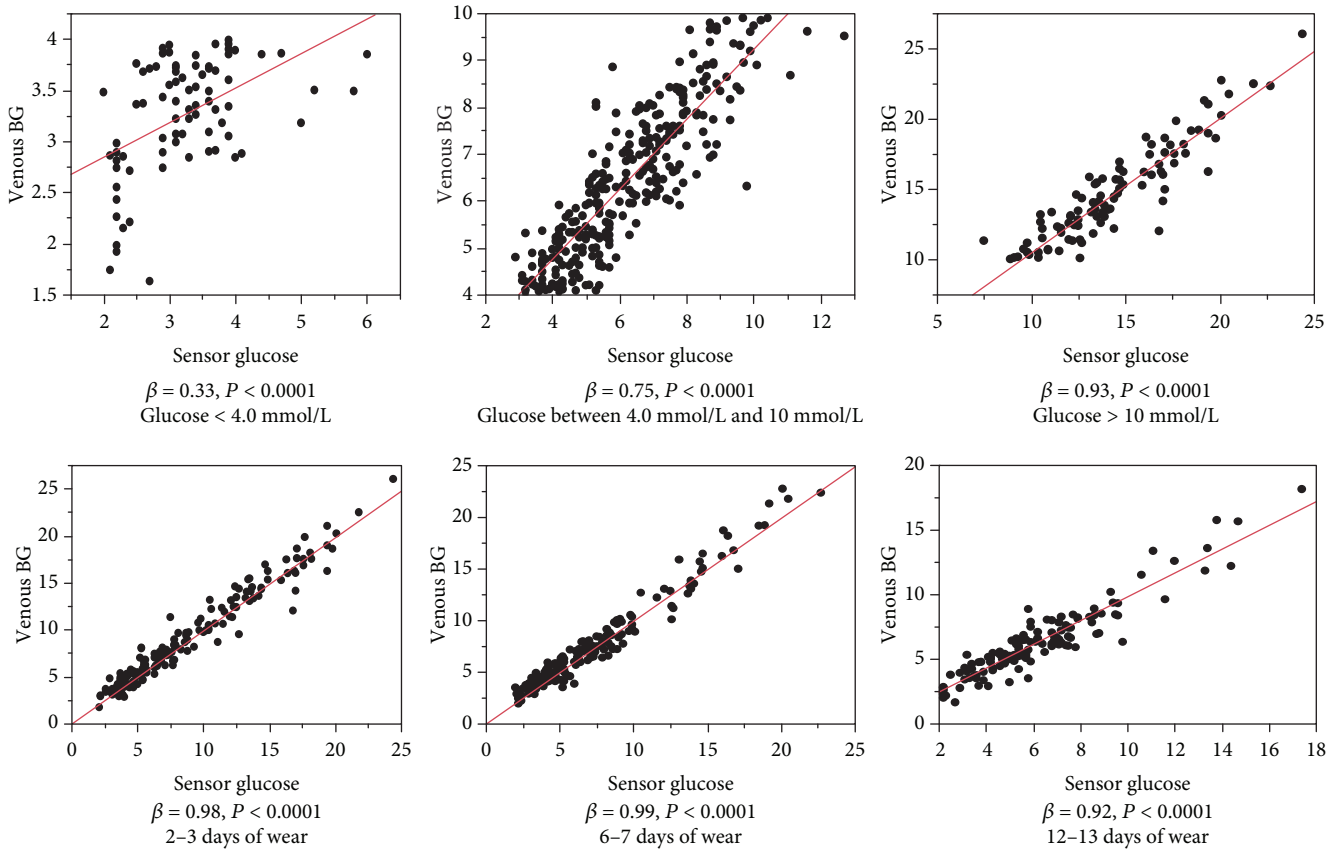 4
3.5
3
2.5
2
1.5
Venous BG
2 3 4 5 6
Sensor glucose
β = 0.33, P < 0.0001
Glucose < 4.0 mmol/L
10
9
8
7
6
5
4
Venous BG
2 4 6 8 10 12
Sensor glucose
β = 0.75, P < 0.0001
Glucose between 4.0 mmol/L and 10 mmol/L
25
20
15
10
Venous BG
5 10 15 20 25
Sensor glucose
β = 0.93, P < 0.0001
Glucose > 10 mmol/L
25
20
15
10
5
0
Venous BG
0 5 10 15 20 25
Sensor glucose
β = 0.98, P < 0.0001
2–3 days of wear
25
20
15
10
5
0
Venous BG
0 5 10 15 20 25
Sensor glucose
β = 0.99, P < 0.0001
6–7 days of wear
20
15
10
5
0
Venous BG
2 4 6 8 10 12 14 16 18
Sensor glucose
β = 0.92, P < 0.0001
12–13 days of wear